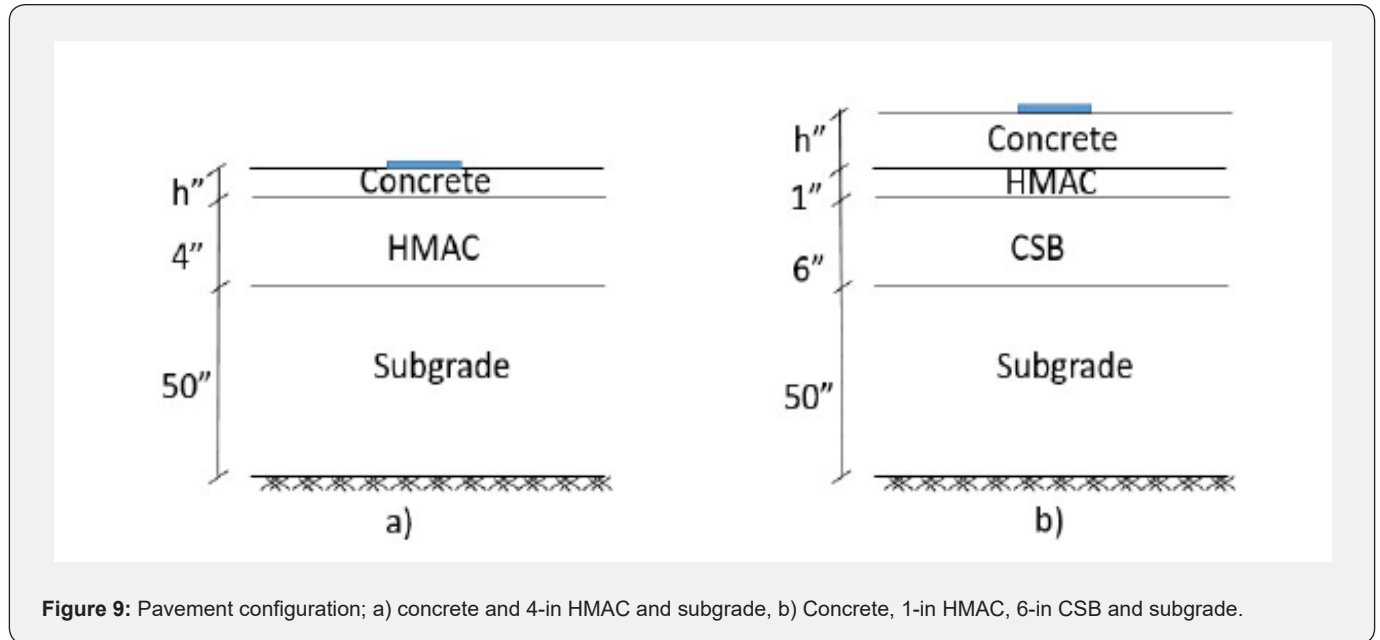 h"
Concrete
4"
HMAC
50"
Subgrade
a)
h"
Concrete
1"
HMAC
6"
CSB
50"
Subgrade
b)
Figure 9: Pavement configuration; a) concrete and 4-in HMAC and subgrade, b) Concrete, 1-in HMAC, 6-in CSB and subgrade.